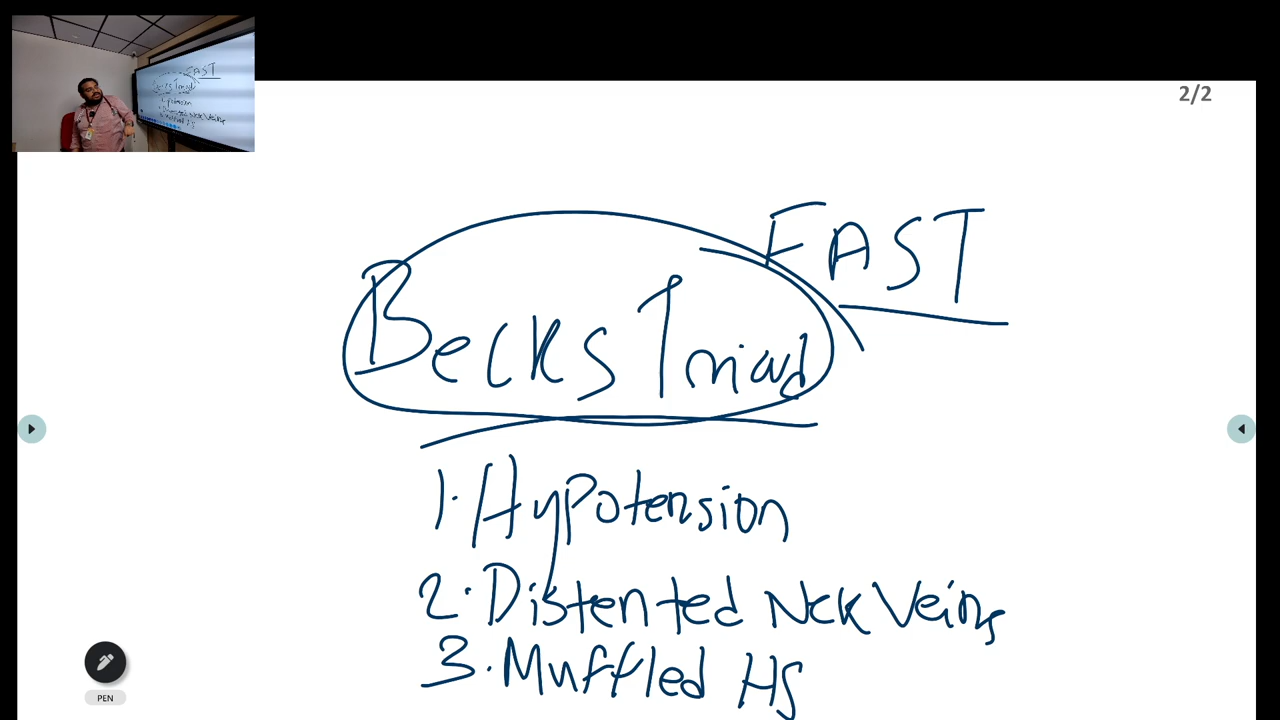 2/2
FAST
Becks Triad
1. Hypotension
2. Distented Neck Veins
3. Muffled HS
PEN